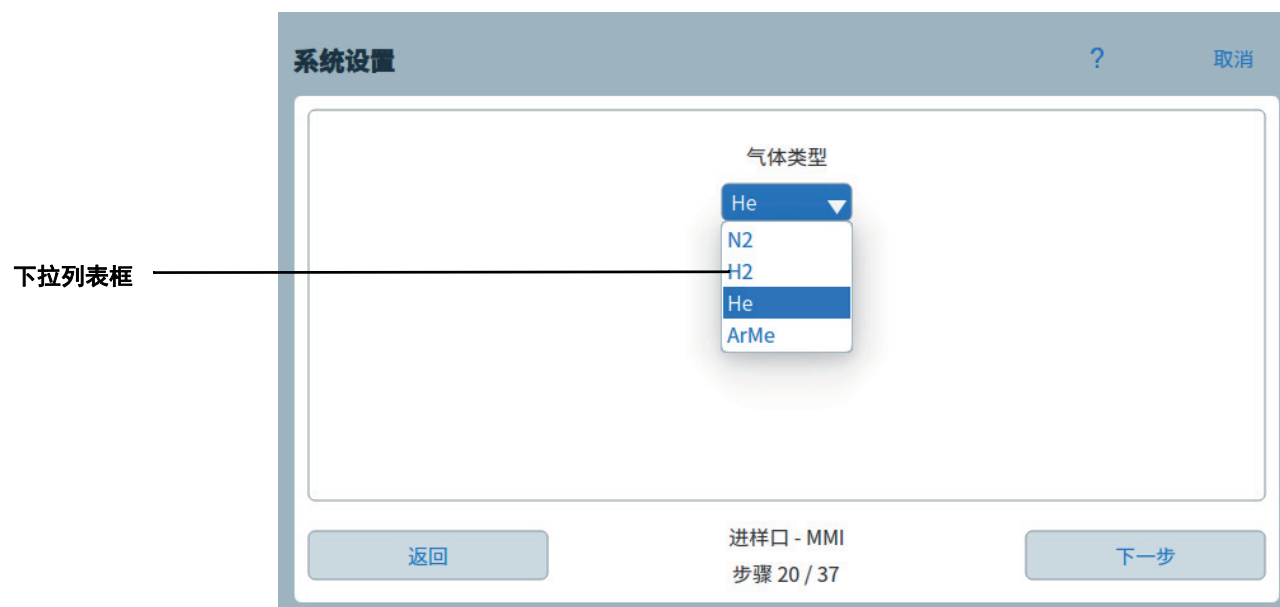 系统设置
?
取消
气体类型
He
N2
H2
He
ArMe
下拉列表框
返回
进样口 - MMI
步骤 20 / 37
下一步